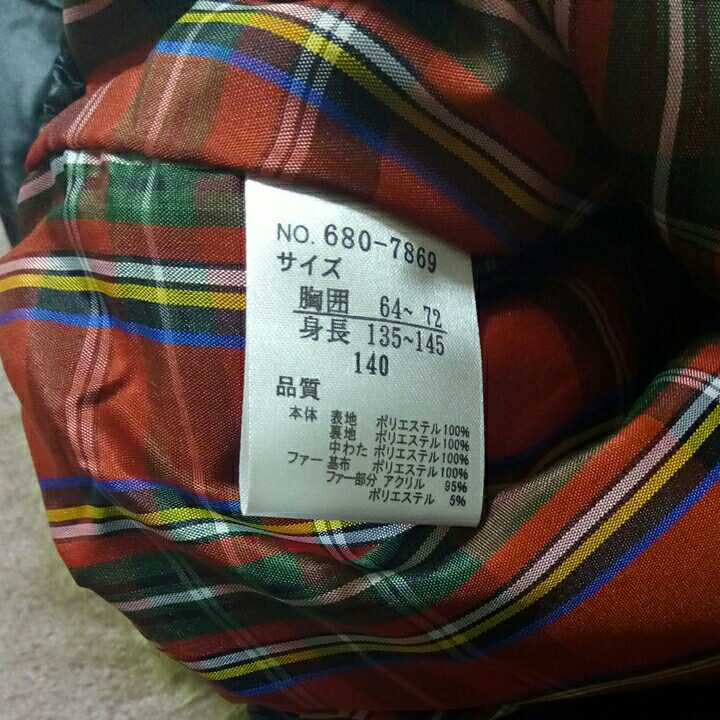 NO. 680-7869
サイズ
胸囲 64~ 72
身長 135~145
140
品質
本体 表地 ポリエステル100%
裏地 ポリエステル100%
中わた ポリエステル100%
ファー 基布 ポリエステル100%
ファー部分 アクリル 95%
ポリエステル 5%